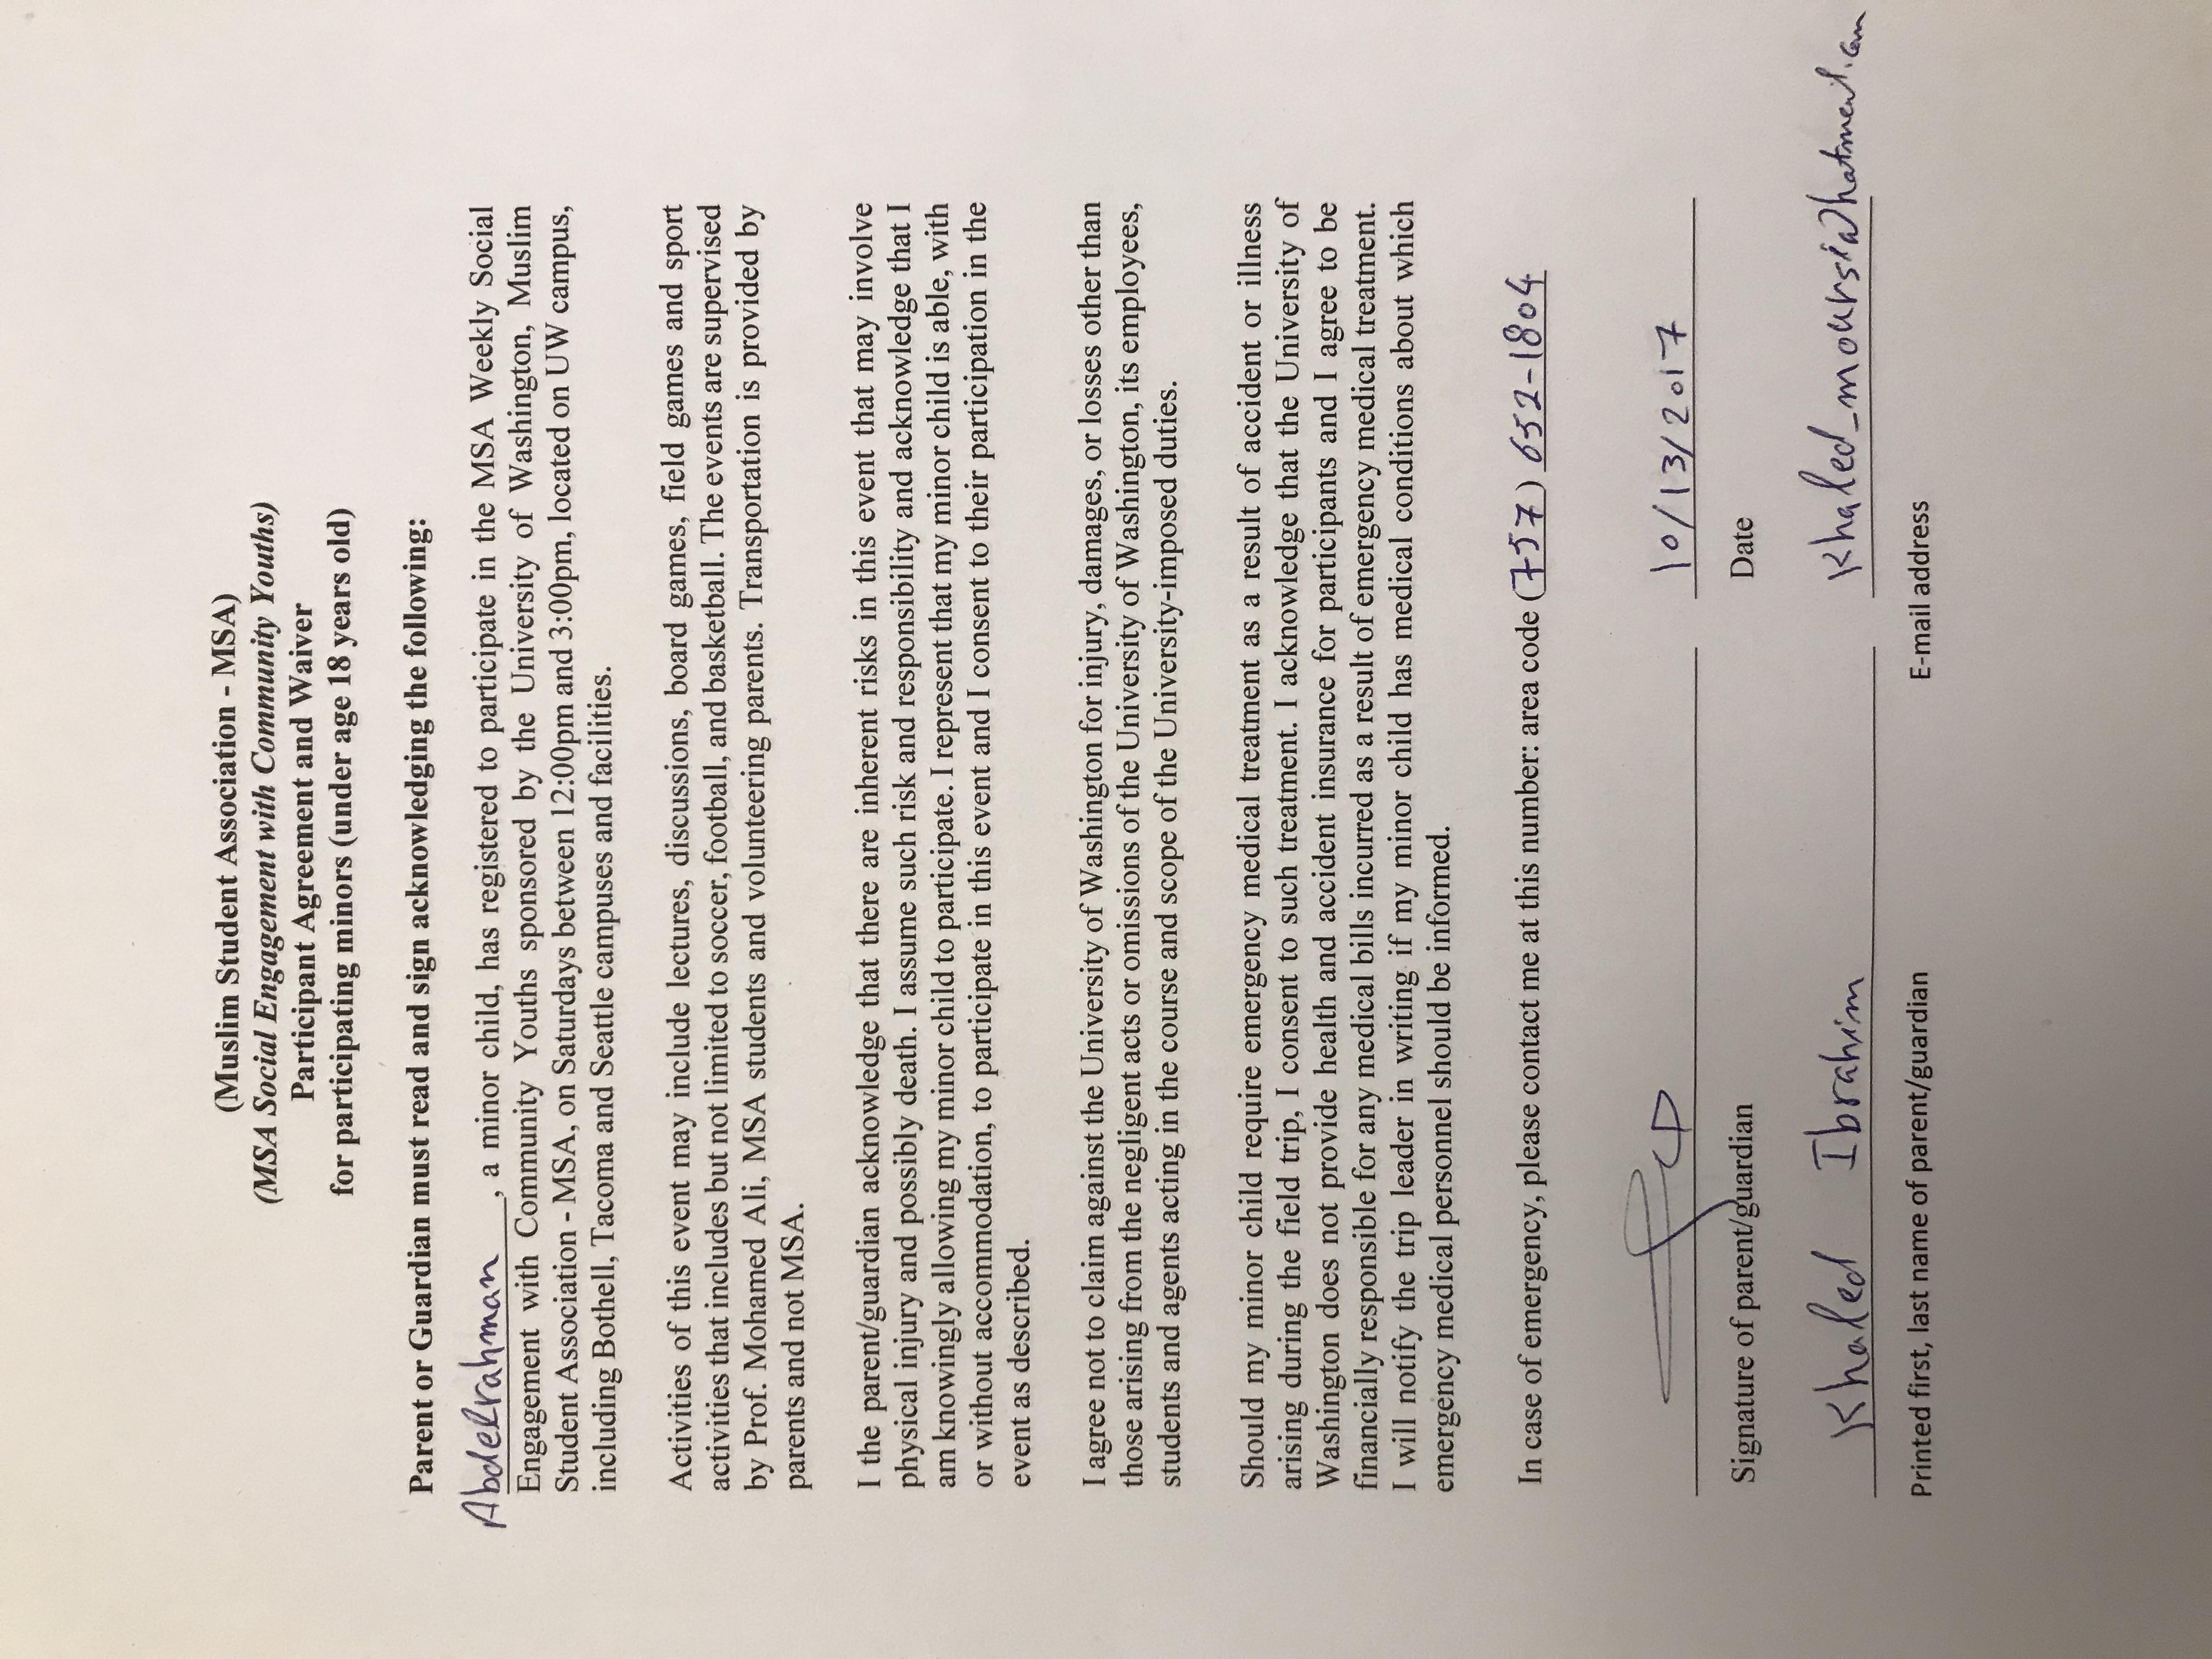 (Muslim Student Association - MSA)
(MSA Social Engagement with Community Youths)
Participant Agreement and Waiver
for participating minors (under age 18 years old)
Parent or Guardian must read and sign acknowledging the following:
Abdelrahman, a minor child, has registered to participate in the MSA Weekly Social
Engagement with Community Youths sponsored by the University of Washington, Muslim
Student Association - MSA, on Saturdays between 12:00pm and 3:00pm, located on UW campus,
including Bothell, Tacoma and Seattle campuses and facilities.
Activities of this event may include lectures, discussions, board games, field games and sport
activities that includes but not limited to soccer, football, and basketball. The events are supervised
by Prof. Mohamed Ali, MSA students and volunteering parents. Transportation is provided by
parents and not MSA.
I the parent/guardian acknowledge that there are inherent risks in this event that may involve
physical injury and possibly death. I assume such risk and responsibility and acknowledge that I
am knowingly allowing my minor child to participate. I represent that my minor child is able, with
or without accommodation, to participate in this event and I consent to their participation in the
event as described.
I agree not to claim against the University of Washington for injury, damages, or losses other than
those arising from the negligent acts or omissions of the University of Washington, its employees,
students and agents acting in the course and scope of the University-imposed duties.
Should my minor child require emergency medical treatment as a result of accident or illness
arising during the field trip, I consent to such treatment. I acknowledge that the University of
Washington does not provide health and accident insurance for participants and I agree to be
financially responsible for any medical bills incurred as a result of emergency medical treatment.
I will notify the trip leader in writing if my minor child has medical conditions about which
emergency medical personnel should be informed.
In case of emergency, please contact me at this number: area code (757) 652-1804
10/13/2017
Signature of parent/guardian Date
Khaled Ibrahim
Printed first, last name of parent/guardian E-mail address